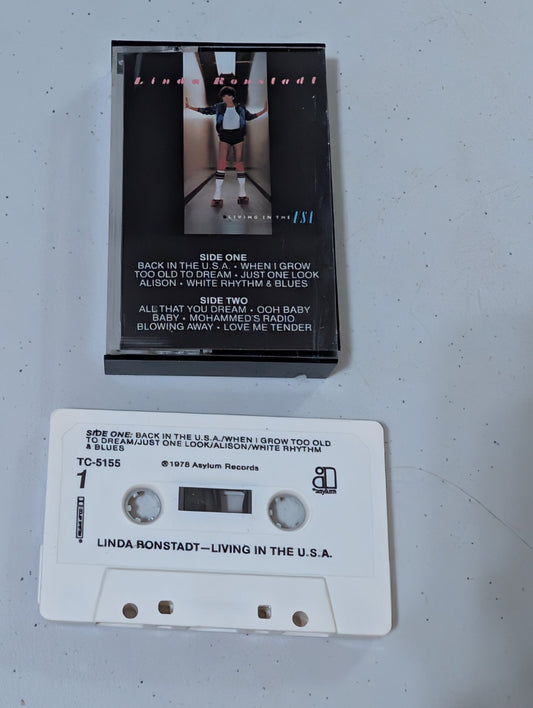 Linda Ronstadt
LIVING IN THE USA
SIDE ONE
BACK IN THE U.S.A. • WHEN I GROW
TOO OLD TO DREAM • JUST ONE LOOK
ALISON • WHITE RHYTHM & BLUES
SIDE TWO
ALL THAT YOU DREAM • OOH BABY
BABY • MOHAMMED'S RADIO
BLOWING AWAY • LOVE ME TENDER
SIDE ONE: BACK IN THE U.S.A./WHEN I GROW TOO OLD
TO DREAM/JUST ONE LOOK/ALISON/WHITE RHYTHM
& BLUES
TC-5155
℗1978 Asylum Records
asylum
1
LINDA RONSTADT—LIVING IN THE U.S.A.